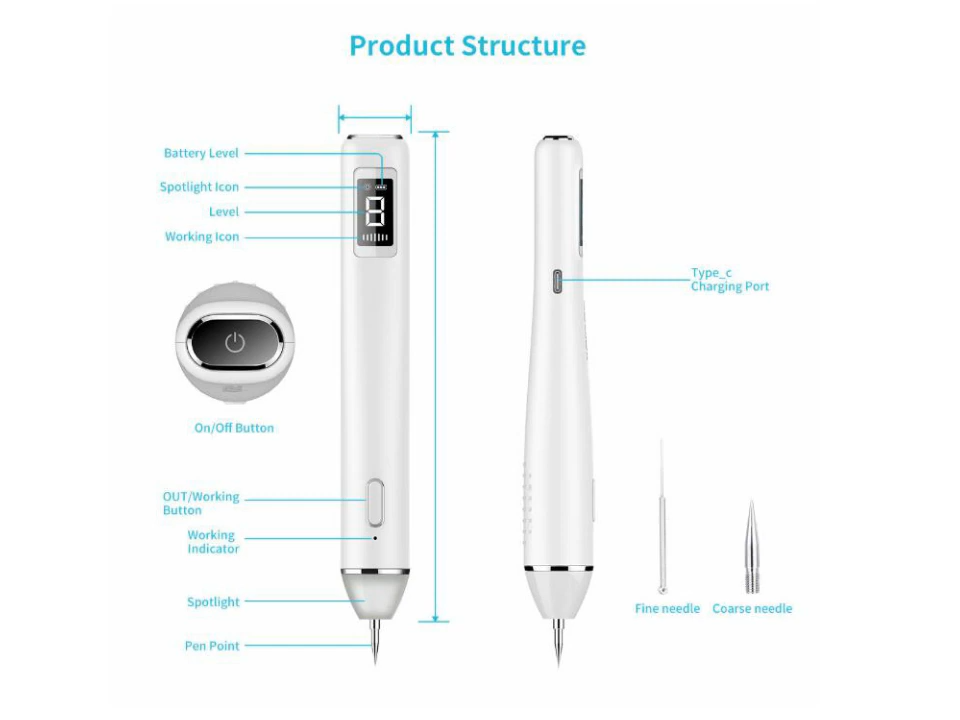 Product Structure
Battery Level
Spotlight Icon
Level
Working Icon
8
Type_c
Charging Port
On/Off Button
OUT/Working
Button
Working
Indicator
Spotlight
Pen Point
Fine needle
Coarse needle